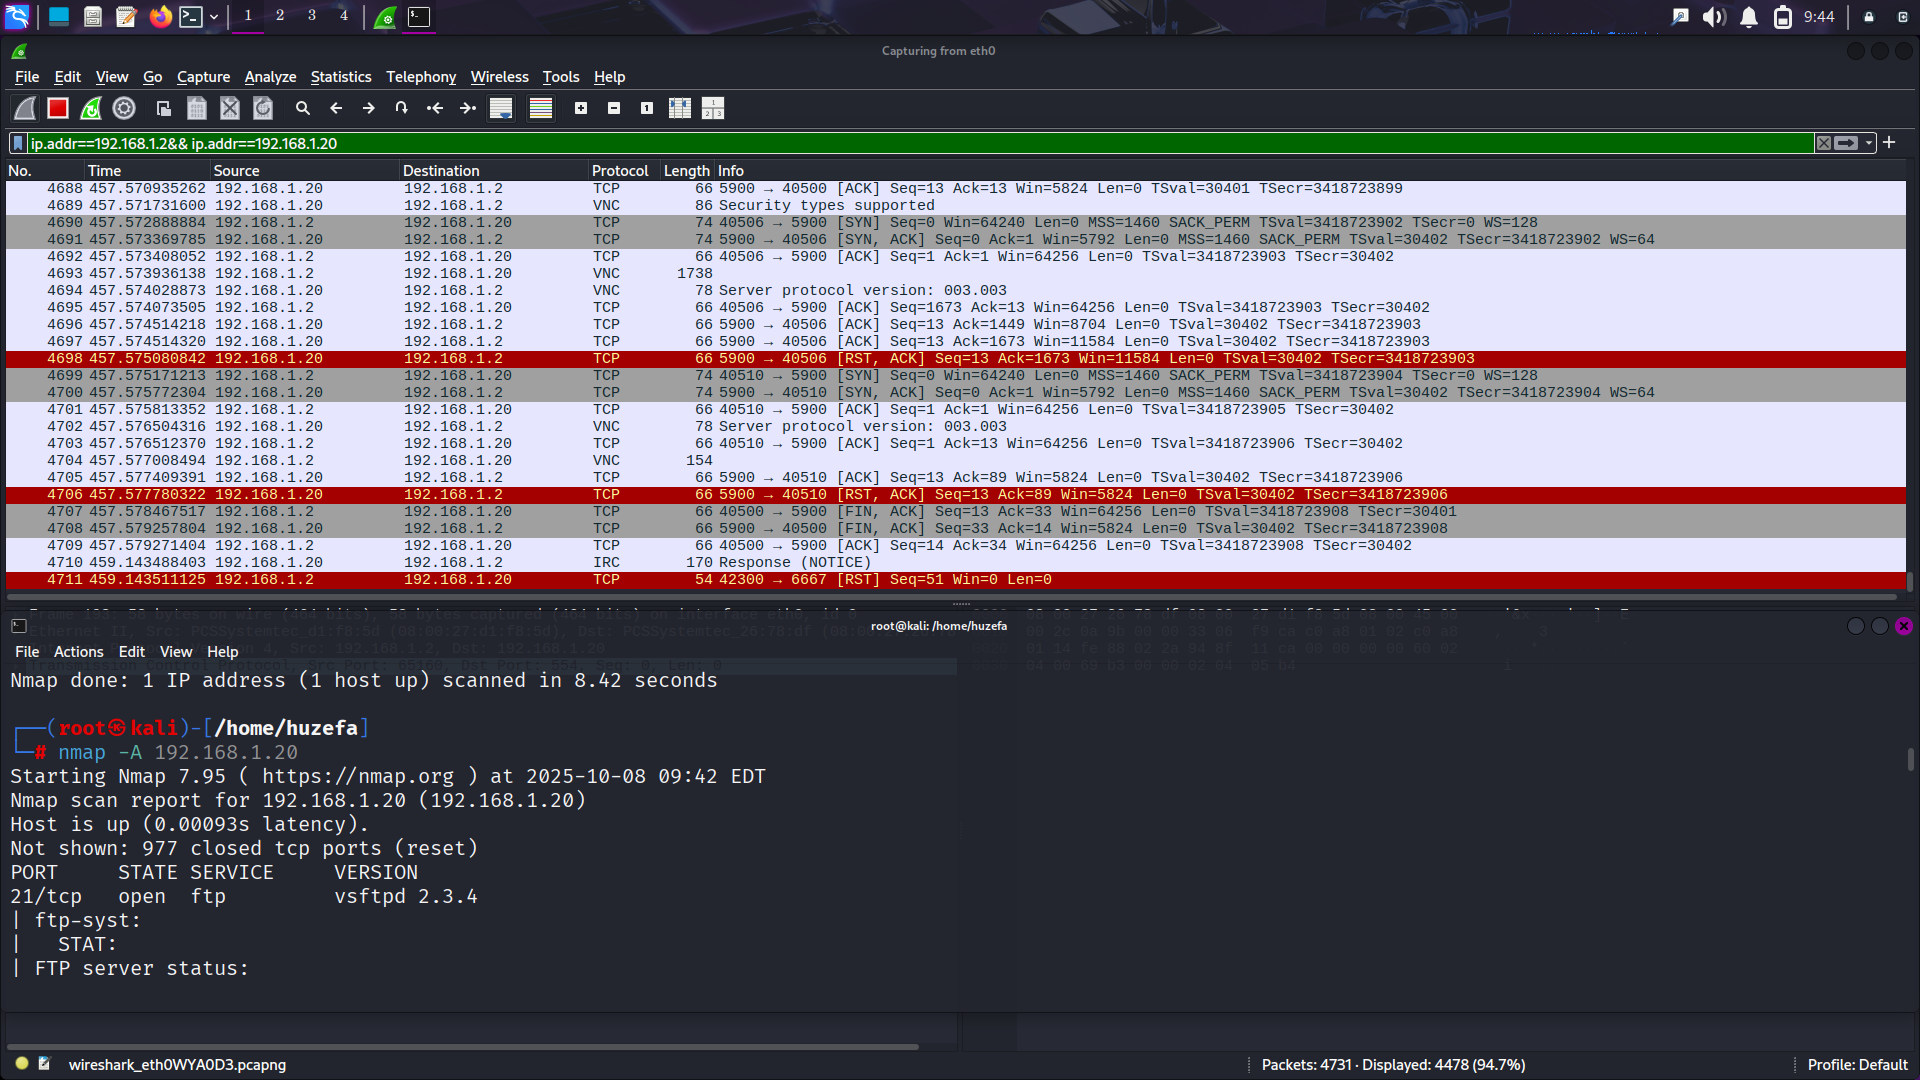 1 2 3 4 9:44
Capturing from eth0
File Edit View Go Capture Analyze Statistics Telephony Wireless Tools Help
ip.addr==192.168.1.2&& ip.addr==192.168.1.20
No. Time Source Destination Protocol Length Info
4688 457.570935262 192.168.1.20 192.168.1.2 TCP 66 5900 → 40500 [ACK] Seq=13 Ack=13 Win=5824 Len=0 TSval=30401 TSecr=3418723899
4689 457.571731600 192.168.1.20 192.168.1.2 VNC 86 Security types supported
4690 457.572888884 192.168.1.2 192.168.1.20 TCP 74 40506 → 5900 [SYN] Seq=0 Win=64240 Len=0 MSS=1460 SACK_PERM TSval=3418723902 TSecr=0 WS=128
4691 457.573369785 192.168.1.20 192.168.1.2 TCP 74 5900 → 40506 [SYN, ACK] Seq=0 Ack=1 Win=5792 Len=0 MSS=1460 SACK_PERM TSval=30402 TSecr=3418723902 WS=64
4692 457.573408052 192.168.1.2 192.168.1.20 TCP 66 40506 → 5900 [ACK] Seq=1 Ack=1 Win=64256 Len=0 TSval=3418723903 TSecr=30402
4693 457.573936138 192.168.1.2 192.168.1.20 VNC 1738
4694 457.574028873 192.168.1.20 192.168.1.2 VNC 78 Server protocol version: 003.003
4695 457.574073505 192.168.1.2 192.168.1.20 TCP 66 40506 → 5900 [ACK] Seq=1673 Ack=13 Win=64256 Len=0 TSval=3418723903 TSecr=30402
4696 457.574514218 192.168.1.20 192.168.1.2 TCP 66 5900 → 40506 [ACK] Seq=13 Ack=1449 Win=8704 Len=0 TSval=30402 TSecr=3418723903
4697 457.574514320 192.168.1.20 192.168.1.2 TCP 66 5900 → 40506 [ACK] Seq=13 Ack=1673 Win=11584 Len=0 TSval=30402 TSecr=3418723903
4698 457.575080842 192.168.1.20 192.168.1.2 TCP 66 5900 → 40506 [RST, ACK] Seq=13 Ack=1673 Win=11584 Len=0 TSval=30402 TSecr=3418723903
4699 457.575171213 192.168.1.2 192.168.1.20 TCP 74 40510 → 5900 [SYN] Seq=0 Win=64240 Len=0 MSS=1460 SACK_PERM TSval=3418723904 TSecr=0 WS=128
4700 457.575772304 192.168.1.20 192.168.1.2 TCP 74 5900 → 40510 [SYN, ACK] Seq=0 Ack=1 Win=5792 Len=0 MSS=1460 SACK_PERM TSval=30402 TSecr=3418723904 WS=64
4701 457.575813352 192.168.1.2 192.168.1.20 TCP 66 40510 → 5900 [ACK] Seq=1 Ack=1 Win=64256 Len=0 TSval=3418723905 TSecr=30402
4702 457.576504316 192.168.1.20 192.168.1.2 VNC 78 Server protocol version: 003.003
4703 457.576512370 192.168.1.2 192.168.1.20 TCP 66 40510 → 5900 [ACK] Seq=1 Ack=13 Win=64256 Len=0 TSval=3418723906 TSecr=30402
4704 457.577008494 192.168.1.2 192.168.1.20 VNC 154
4705 457.577409391 192.168.1.20 192.168.1.2 TCP 66 5900 → 40510 [ACK] Seq=13 Ack=89 Win=5824 Len=0 TSval=30402 TSecr=3418723906
4706 457.577780322 192.168.1.20 192.168.1.2 TCP 66 5900 → 40510 [RST, ACK] Seq=13 Ack=89 Win=5824 Len=0 TSval=30402 TSecr=3418723906
4707 457.578467517 192.168.1.2 192.168.1.20 TCP 66 40500 → 5900 [FIN, ACK] Seq=13 Ack=33 Win=64256 Len=0 TSval=3418723908 TSecr=30401
4708 457.579257804 192.168.1.20 192.168.1.2 TCP 66 5900 → 40500 [FIN, ACK] Seq=33 Ack=14 Win=5824 Len=0 TSval=30402 TSecr=3418723908
4709 457.579271404 192.168.1.2 192.168.1.20 TCP 66 40500 → 5900 [ACK] Seq=14 Ack=34 Win=64256 Len=0 TSval=3418723908 TSecr=30402
4710 459.143488403 192.168.1.20 192.168.1.2 IRC 170 Response (NOTICE)
4711 459.143511125 192.168.1.2 192.168.1.20 TCP 54 42300 → 6667 [RST] Seq=51 Win=0 Len=0
root@kali: /home/huzefa
File Actions Edit View Help
Transmission Control Protocol, Src Port: 65160, Dst Port: 554, Seq: 0, Len: 0
Nmap done: 1 IP address (1 host up) scanned in 8.42 seconds
┌──(root㉿kali)-[/home/huzefa]
└─# nmap -A 192.168.1.20
Starting Nmap 7.95 ( https://nmap.org ) at 2025-10-08 09:42 EDT
Nmap scan report for 192.168.1.20 (192.168.1.20)
Host is up (0.00093s latency).
Not shown: 977 closed tcp ports (reset)
PORT STATE SERVICE VERSION
21/tcp open ftp vsftpd 2.3.4
| ftp-syst:
| STAT:
| FTP server status:
wireshark_eth0WYA0D3.pcapng Packets: 4731 · Displayed: 4478 (94.7%) Profile: Default